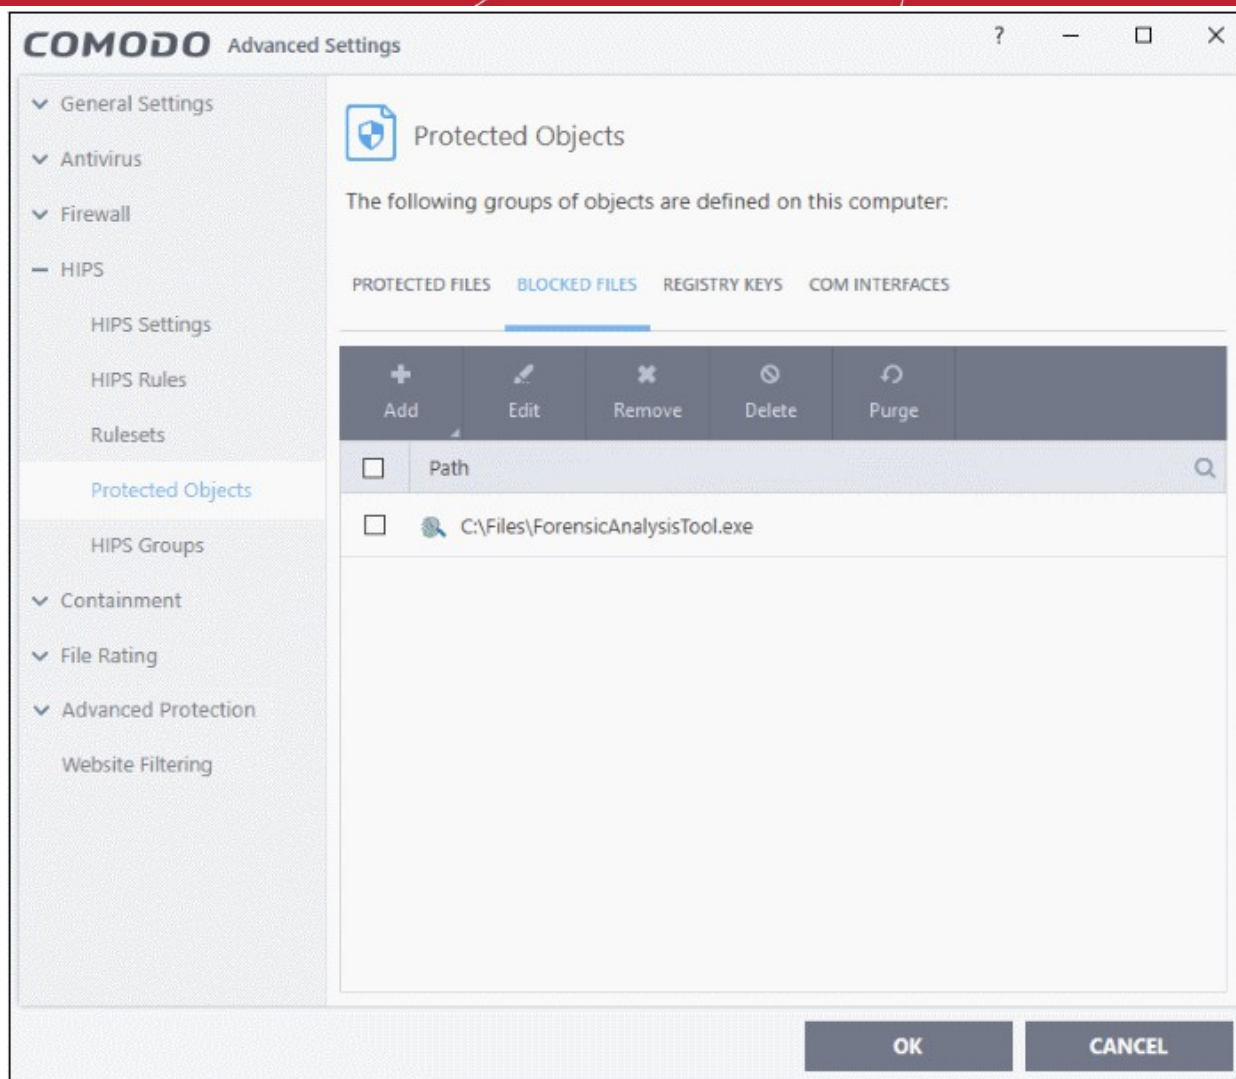 COMODO Advanced Settings ?
General Settings
Antivirus
Firewall
HIPS
HIPS Settings
HIPS Rules
Rulesets
Protected Objects
HIPS Groups
Containment
File Rating
Advanced Protection
Website Filtering
Protected Objects
The following groups of objects are defined on this computer:
PROTECTED FILES BLOCKED FILES REGISTRY KEYS COM INTERFACES
Add Edit Remove Delete Purge
Path
C:\Files\ForensicAnalysisTool.exe
OK CANCEL